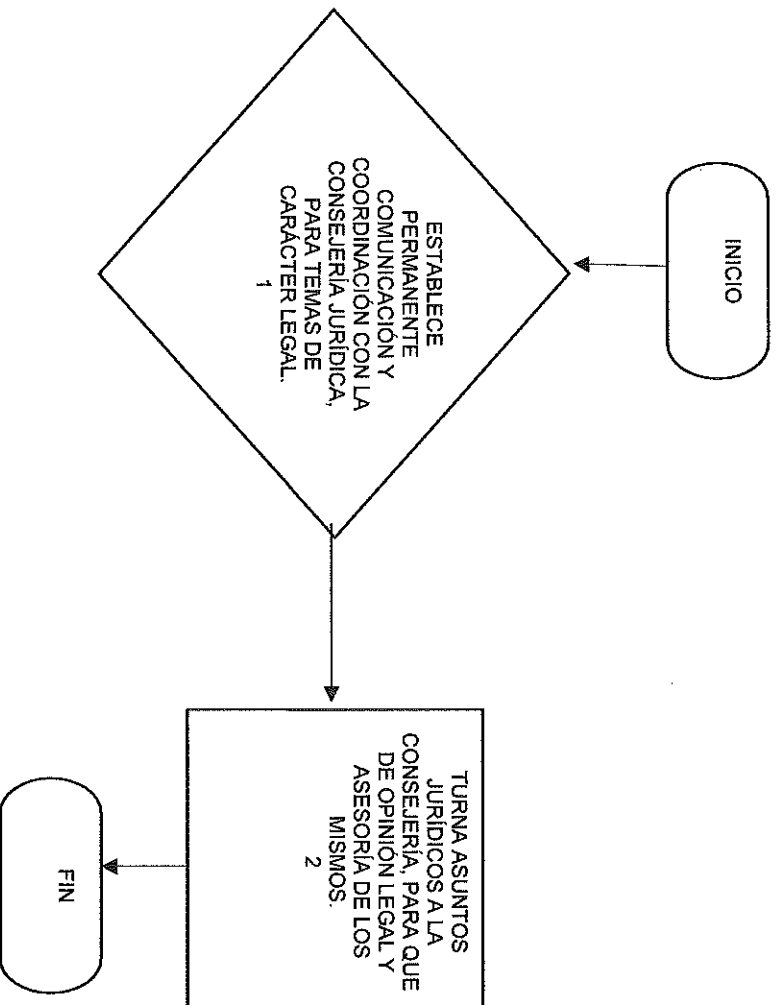 INICIO
ESTABLECE
PERMANENTE
COMUNICACIÓN Y
COORDINACIÓN CON LA
CONSEJERÍA JURÍDICA,
PARA TEMAS DE
CARÁCTER LEGAL.
1
TURNA ASUNTOS
JURÍDICOS A LA
CONSEJERÍA, PARA QUE
DE OPINIÓN LEGAL Y
ASESORÍA DE LOS
MISMOS.
2
FIN